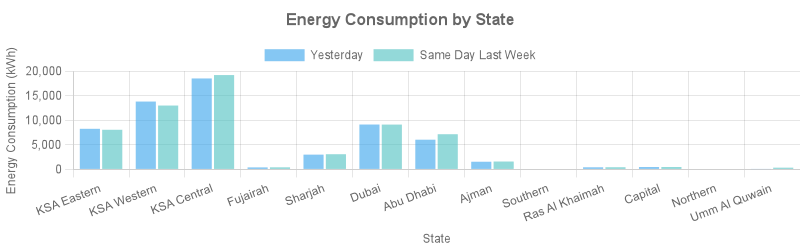 Energy Consumption by State
Yesterday
Same Day Last Week
Energy Consumption (kWh)
20,000
15,000
10,000
5,000
0
KSA Eastern
KSA Western
KSA Central
Fujairah
Sharjah
Dubai
Abu Dhabi
Ajman
Southern
Ras Al Khaimah
Capital
Northern
Umm Al Quwain
State